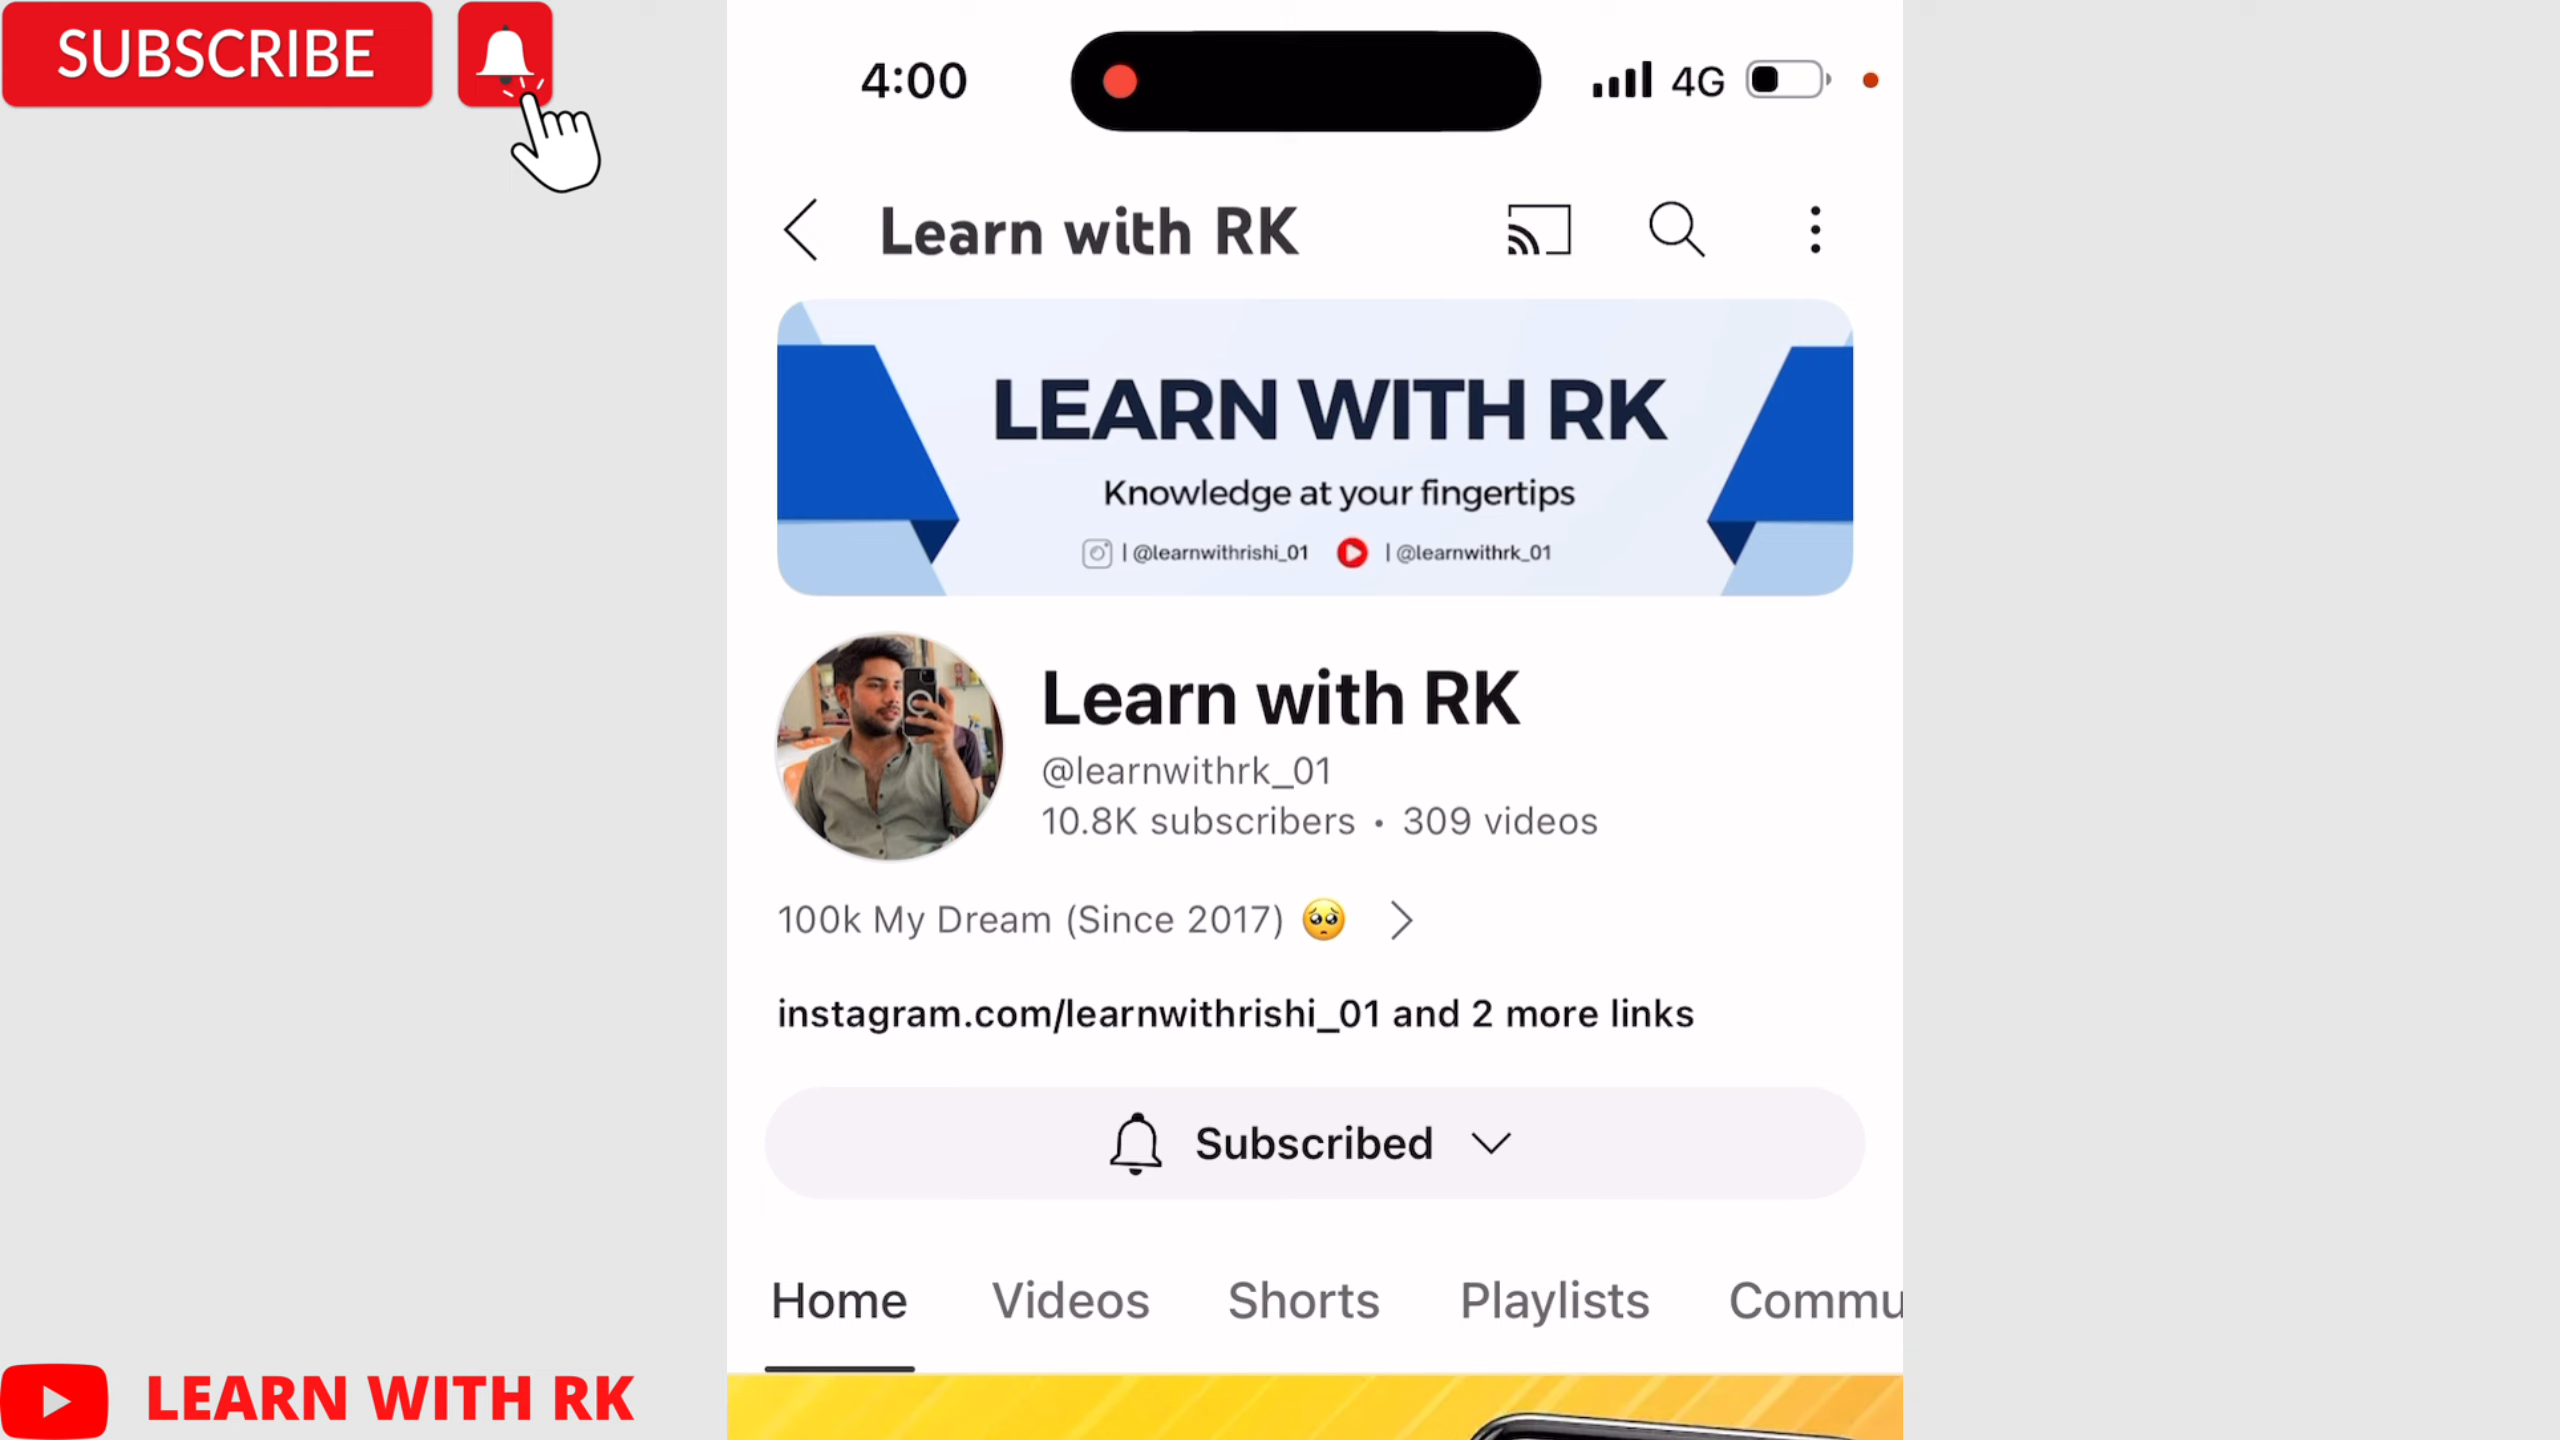 SUBSCRIBE
4:00
4G
Learn with RK
LEARN WITH RK
Knowledge at your fingertips
| @learnwithrishi_01 | @learnwithrk_01
Learn with RK
@learnwithrk_01
10.8K subscribers • 309 videos
100k My Dream (Since 2017) 🥺
instagram.com/learnwithrishi_01 and 2 more links
Subscribed
Home Videos Shorts Playlists Commu
LEARN WITH RK